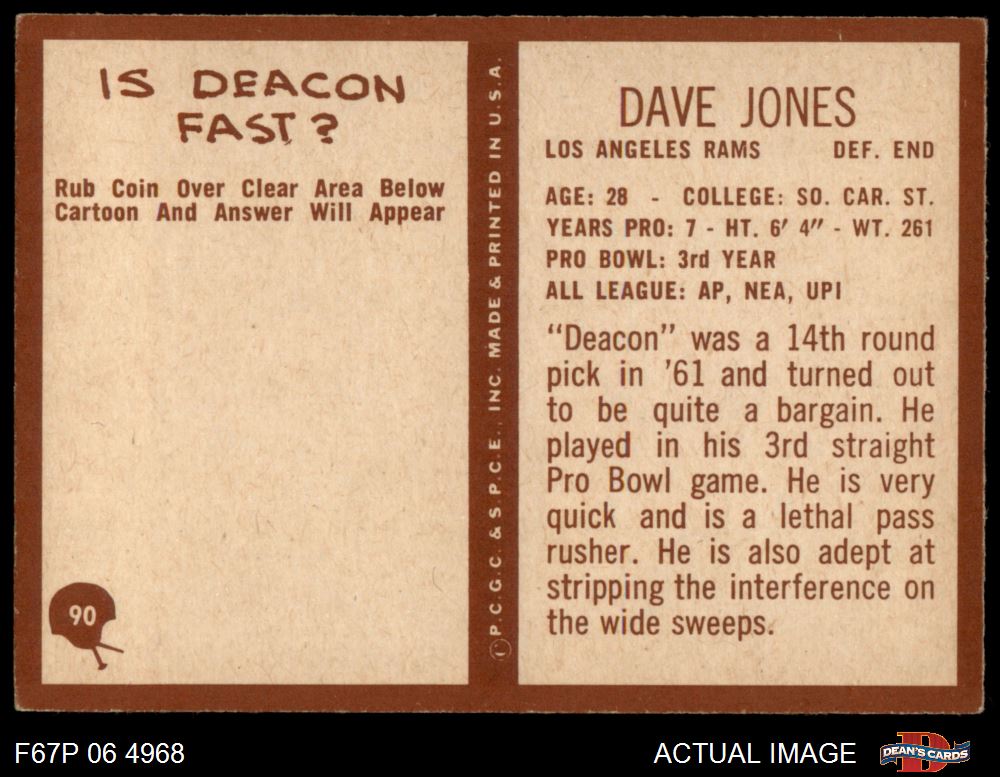 IS DEACON
FAST?
Rub Coin Over Clear Area Below
Cartoon And Answer Will Appear
90
© P.C.G.C. & S.P.C.E., INC. MADE & PRINTED IN U.S.A.
DAVE JONES
LOS ANGELES RAMS DEF. END
AGE: 28 - COLLEGE: SO. CAR. ST.
YEARS PRO: 7 - HT. 6′ 4″ - WT. 261
PRO BOWL: 3rd YEAR
ALL LEAGUE: AP, NEA, UPI
“Deacon” was a 14th round
pick in ’61 and turned out
to be quite a bargain. He
played in his 3rd straight
Pro Bowl game. He is very
quick and is a lethal pass
rusher. He is also adept at
stripping the interference on
the wide sweeps.
F67P 06 4968
ACTUAL IMAGE
DEAN'S CARDS